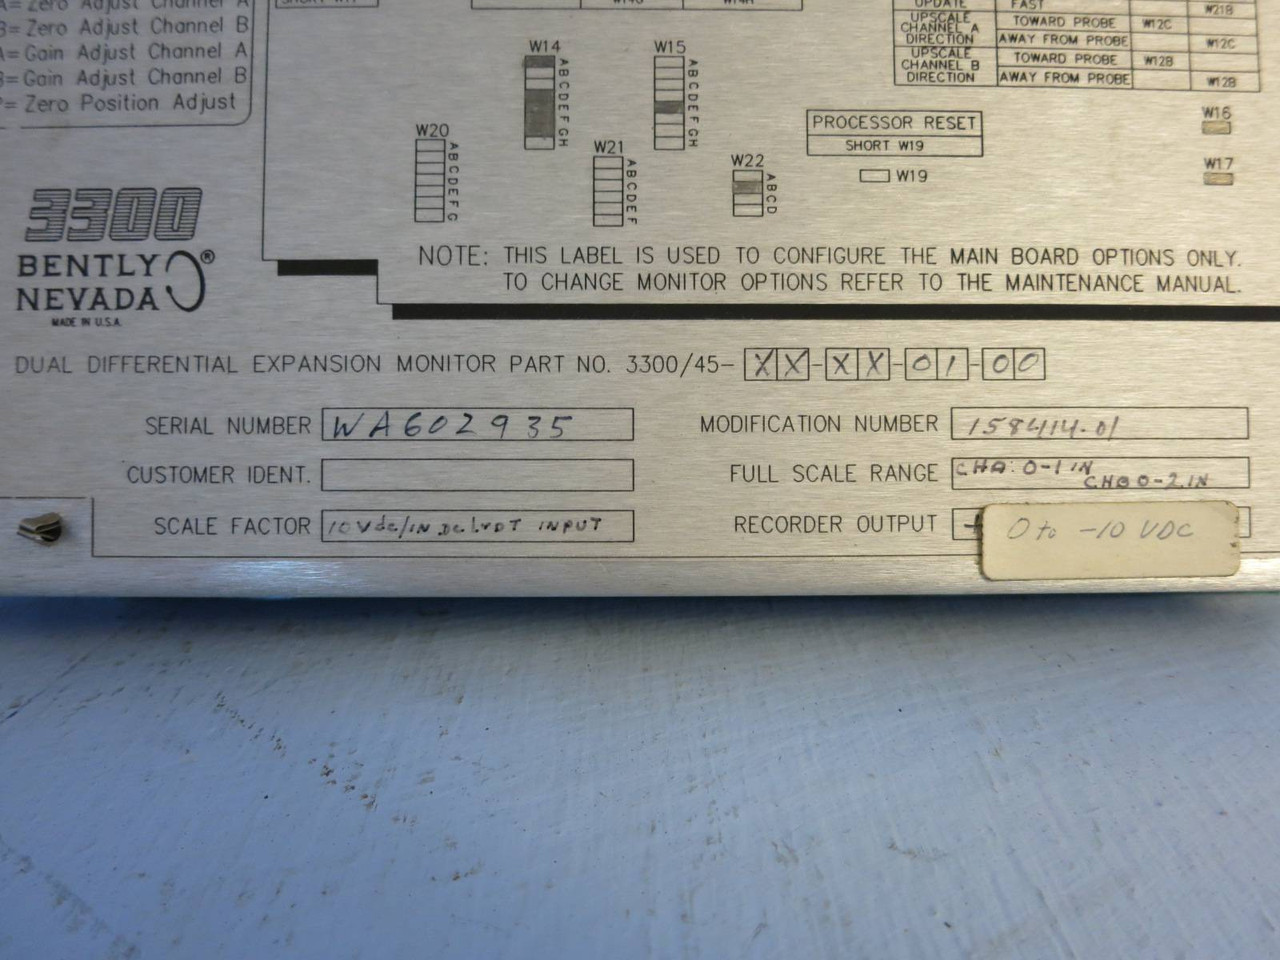 A= Zero Adjust Channel A
B= Zero Adjust Channel B
A= Gain Adjust Channel A
B= Gain Adjust Channel B
P= Zero Position Adjust
UPDATE FAST W21B
UPSCALE CHANNEL A DIRECTION
TOWARD PROBE W12C
AWAY FROM PROBE W12C
UPSCALE CHANNEL B DIRECTION
TOWARD PROBE W12B
AWAY FROM PROBE W12B
W14
A B C D E F G H
W15
A B C D E F G H
W20
A B C D E F G
W21
A B C D E F
W22
A B C D
PROCESSOR RESET
SHORT W19
W19
W16
W17
NOTE: THIS LABEL IS USED TO CONFIGURE THE MAIN BOARD OPTIONS ONLY.
TO CHANGE MONITOR OPTIONS REFER TO THE MAINTENANCE MANUAL.
3300
BENTLY
NEVADA ®
MADE IN U.S.A.
DUAL DIFFERENTIAL EXPANSION MONITOR PART NO. 3300/45-XX-XX-01-00
SERIAL NUMBER WA602935
MODIFICATION NUMBER 158414-01
CUSTOMER IDENT.
FULL SCALE RANGE CHA: 0-1 IN
CHB 0-2 IN
SCALE FACTOR 10 Vdc/IN DC LVDT INPUT
RECORDER OUTPUT 0 to -10 VDC